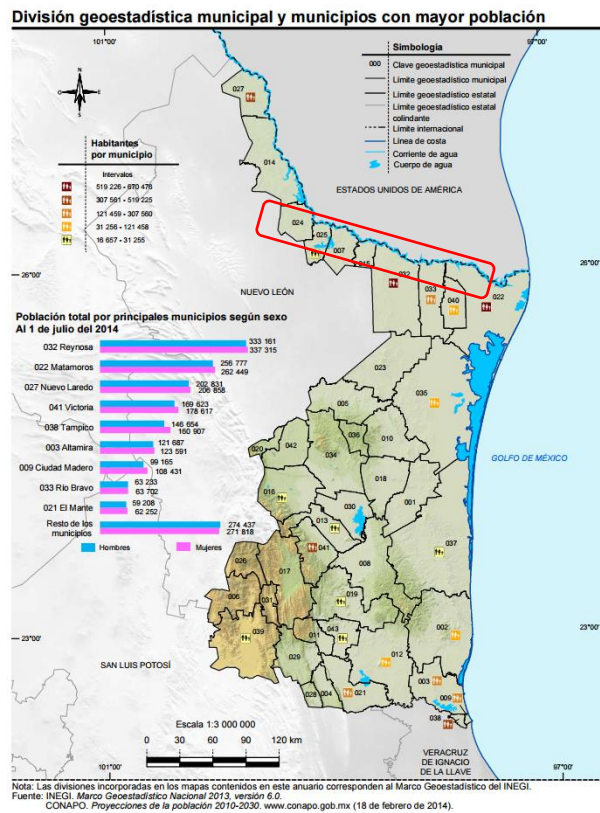 División geoestadística municipal y municipios con mayor población
101°00'
97°00'
Simbología
000 Clave geoestadística municipal
Límite geoestadístico municipal
Límite geoestadístico estatal
Límite geoestadístico estatal
colindante
Límite internacional
Línea de costa
Corriente de agua
Cuerpo de agua
N
O
E
S
Habitantes
por municipio
Intervalos
519 226 - 670 476
307 561 - 519 225
121 459 - 307 560
31 256 - 121 458
16 657 - 31 255
027
014
ESTADOS UNIDOS DE AMÉRICA
024
025
007
015
26°00'
26°00'
032
033
040
022
NUEVO LEÓN
Población total por principales municipios según sexo
Al 1 de julio del 2014
032 Reynosa 333 161
337 315
022 Matamoros 256 777
262 449
027 Nuevo Laredo 202 831
206 858
041 Victoria 169 623
178 617
038 Tampico 146 654
160 907
003 Altamira 121 687
123 591
009 Ciudad Madero 99 165
108 431
033 Río Bravo 63 233
63 702
021 El Mante 59 208
62 252
Resto de los
municipios 274 437
271 818
Hombres Mujeres
023
035
005
036
034
010
042
020
GOLFO DE MÉXICO
016
018
030
001
013
041
037
026
017
008
006
031
019
23°00'
23°00'
039
011
043
002
029
012
SAN LUIS POTOSÍ
003
028
004
021
009
038
Escala 1:3 000 000
0 30 60 90 120 km
VERACRUZ
DE IGNACIO
DE LA LLAVE
101°00'
97°00'
Nota: Las divisiones incorporadas en los mapas contenidos en este anuario corresponden al Marco Geoestadístico del INEGI.
Fuente: INEGI. Marco Geoestadístico Nacional 2013, versión 6.0.
CONAPO. Proyecciones de la población 2010-2030. www.conapo.gob.mx (18 de febrero de 2014).